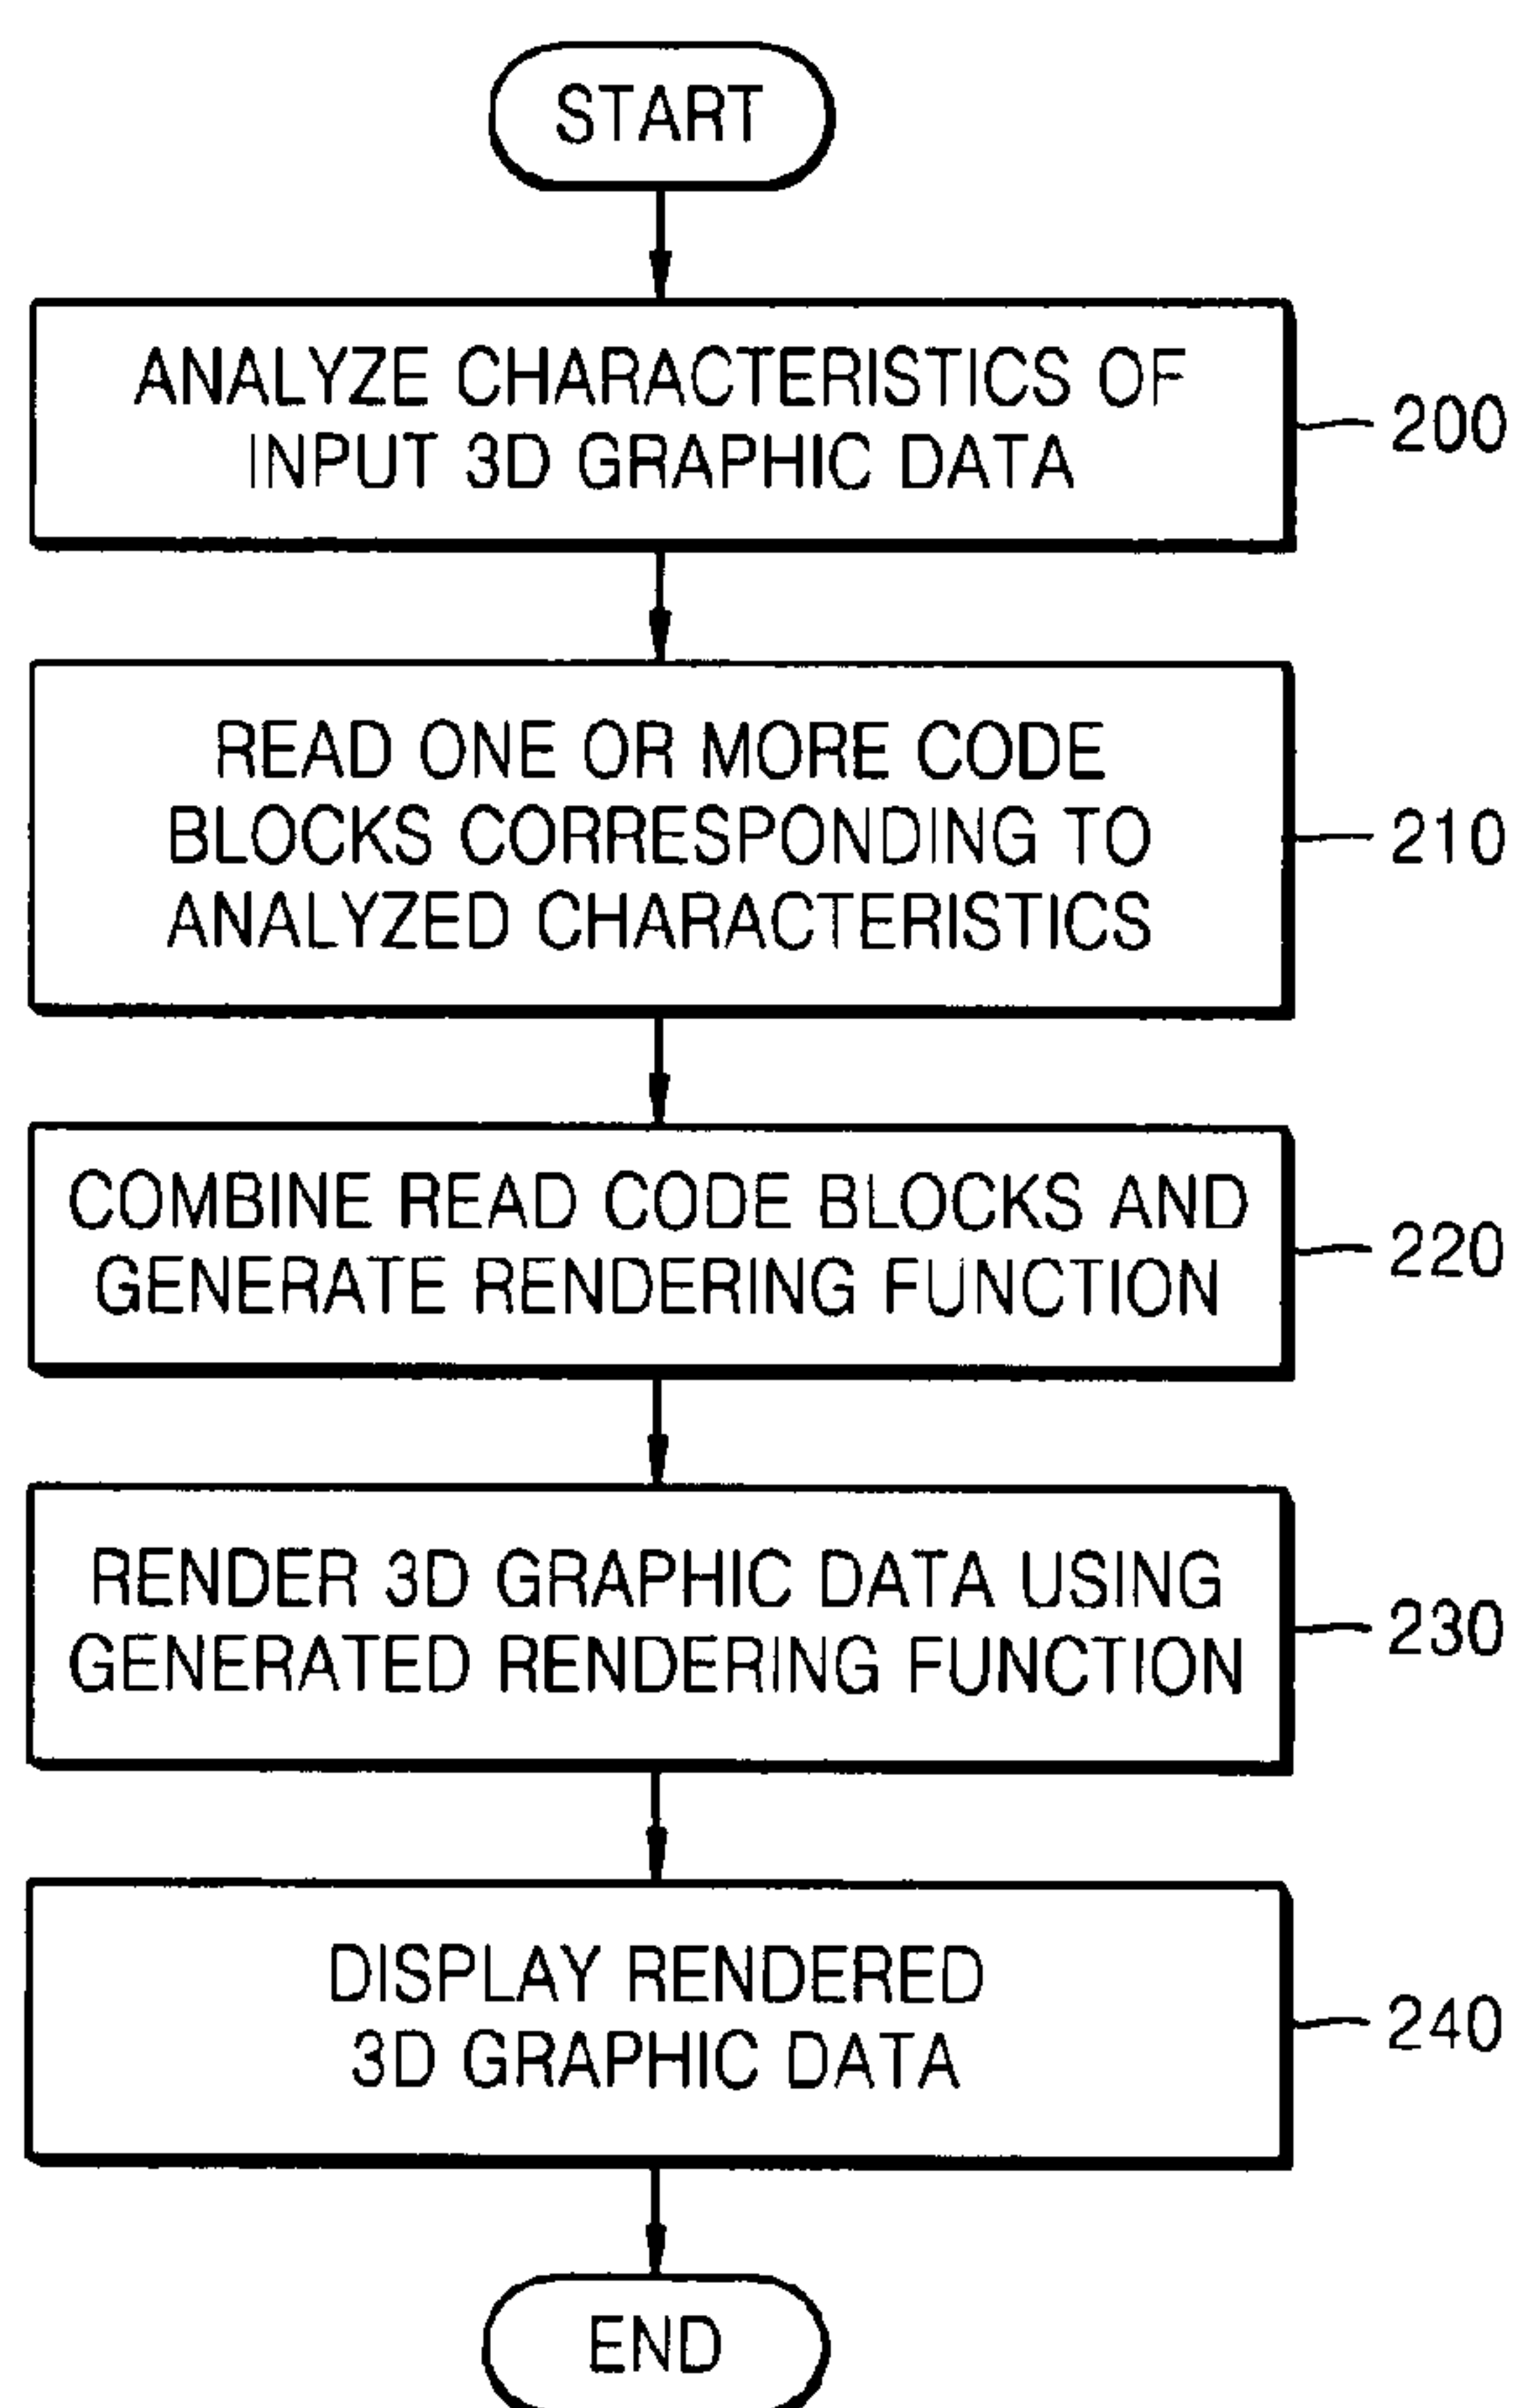 START
ANALYZE CHARACTERISTICS OF
INPUT 3D GRAPHIC DATA
200
READ ONE OR MORE CODE
BLOCKS CORRESPONDING TO
ANALYZED CHARACTERISTICS
210
COMBINE READ CODE BLOCKS AND
GENERATE RENDERING FUNCTION
220
RENDER 3D GRAPHIC DATA USING
GENERATED RENDERING FUNCTION
230
DISPLAY RENDERED
3D GRAPHIC DATA
240
END